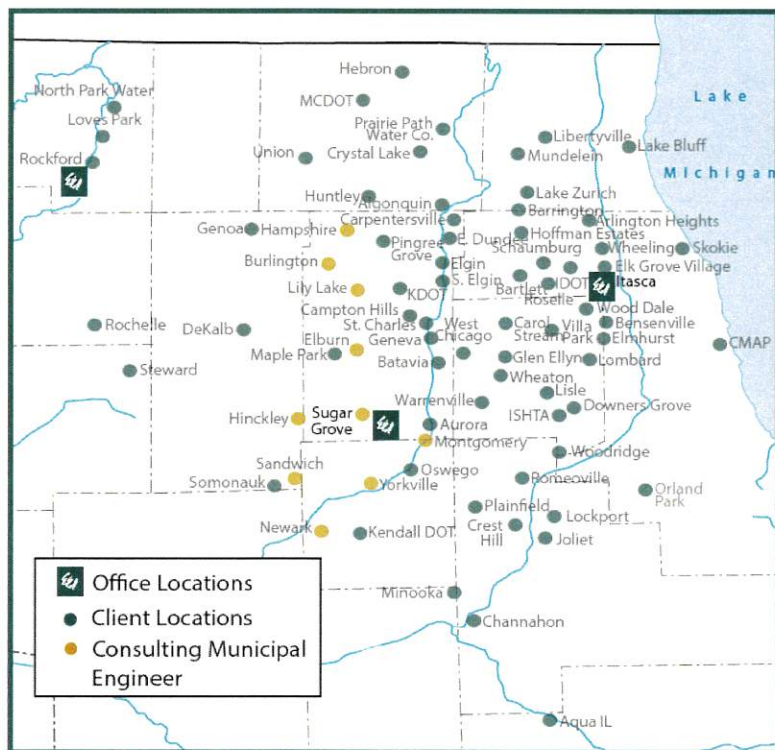 Lake
Michigan
Hebron
North Park Water
MCDOT
Loves Park
Prairie Path
Water Co.
Libertyville
Lake Bluff
Rockford
Union
Crystal Lake
Mundelein
Huntley
Algonquin
Lake Zurich
Carpentersville
Barrington
Arlington Heights
Genoa
Hampshire
Pingree
Grove
E. Dundee
Hoffman Estates
Schaumburg
Wheeling
Skokie
Burlington
Elgin
Elk Grove Village
Lily Lake
KDOT
S. Elgin
Bartlett
IDOT
Itasca
Roselle
Campton Hills
Wood Dale
Rochelle
DeKalb
St. Charles
West
Chicago
Carol
Stream
Villa
Park
Bensenville
Elburn
Geneva
Elmhurst
CMAP
Maple Park
Batavia
Glen Ellyn
Lombard
Steward
Wheaton
Lisle
Warrenville
Downers Grove
Hinckley
Sugar
Grove
Aurora
ISHTA
Montgomery
Woodridge
Sandwich
Oswego
Somonauk
Yorkville
Romeoville
Orland
Park
Plainfield
Newark
Kendall DOT
Crest
Hill
Lockport
Joliet
Minooka
Channahon
Aqua IL
Office Locations
Client Locations
Consulting Municipal
Engineer